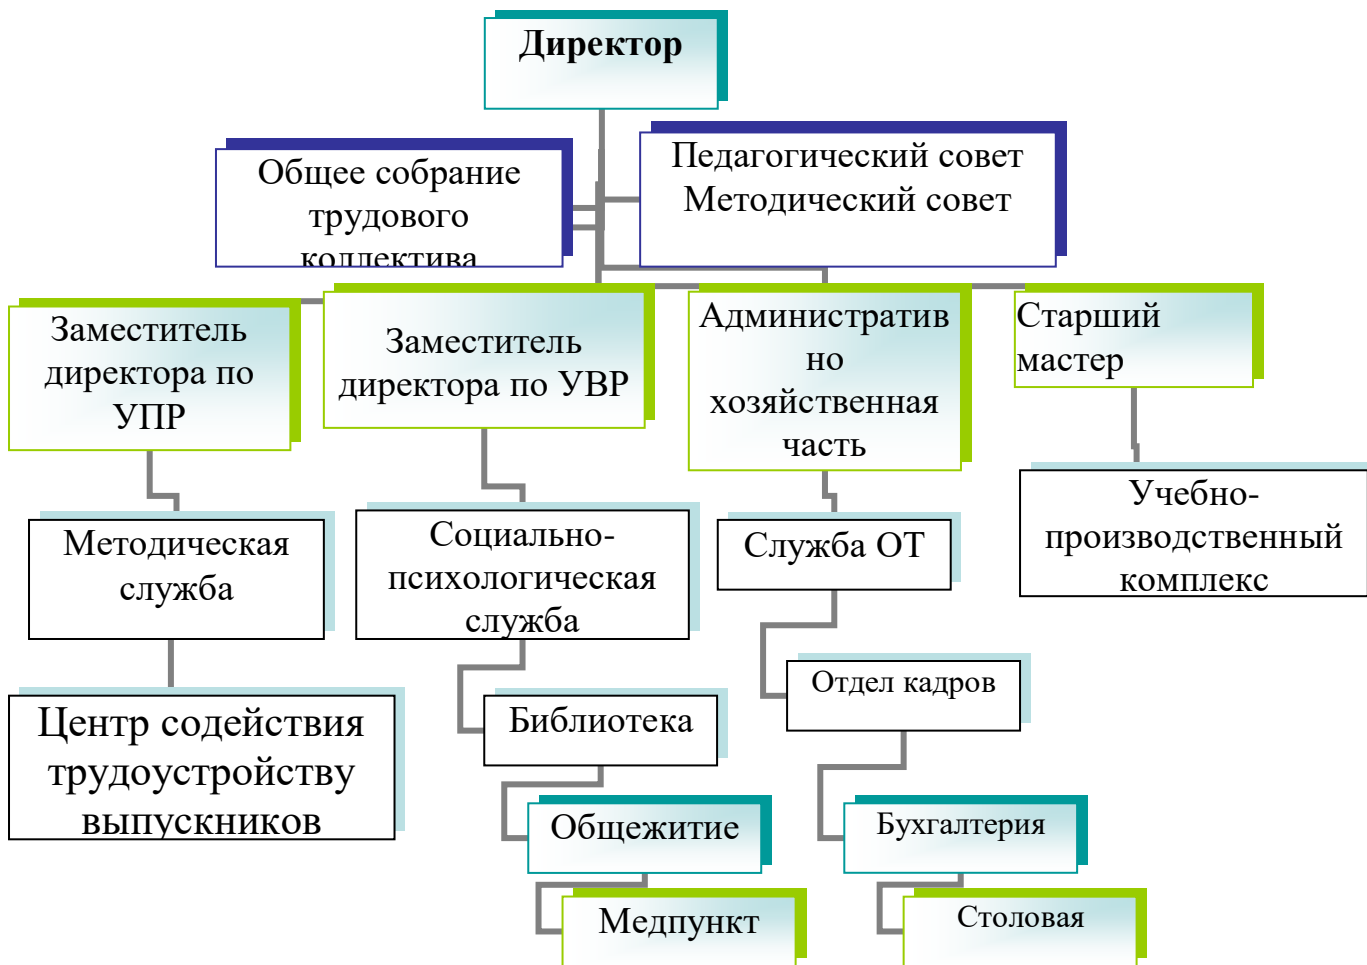 Директор
Общее собрание
трудового
коллектива
Педагогический совет
Методический совет
Заместитель
директора по
УПР
Заместитель
директора по УВР
Административ
но
хозяйственная
часть
Старший
мастер
Методическая
служба
Социально-
психологическая
служба
Служба ОТ
Учебно-
производственный
комплекс
Центр содействия
трудоустройству
выпускников
Библиотека
Отдел кадров
Общежитие
Бухгалтерия
Медпункт
Столовая